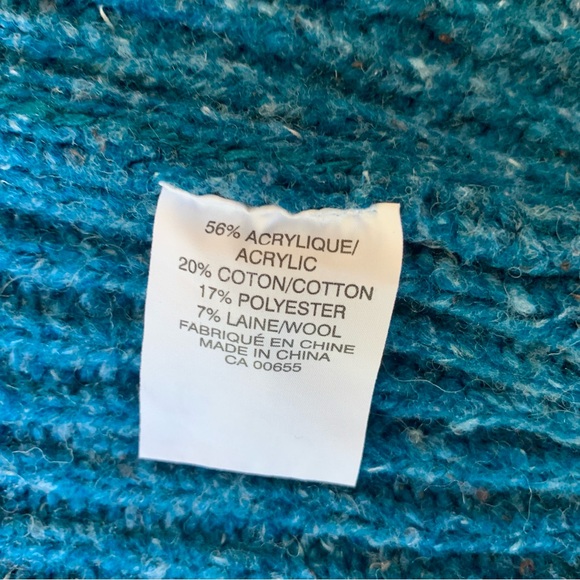 56% ACRYLIQUE/
ACRYLIC
20% COTON/COTTON
17% POLYESTER
7% LAINE/WOOL
FABRIQUÉ EN CHINE
MADE IN CHINA
CA 00655